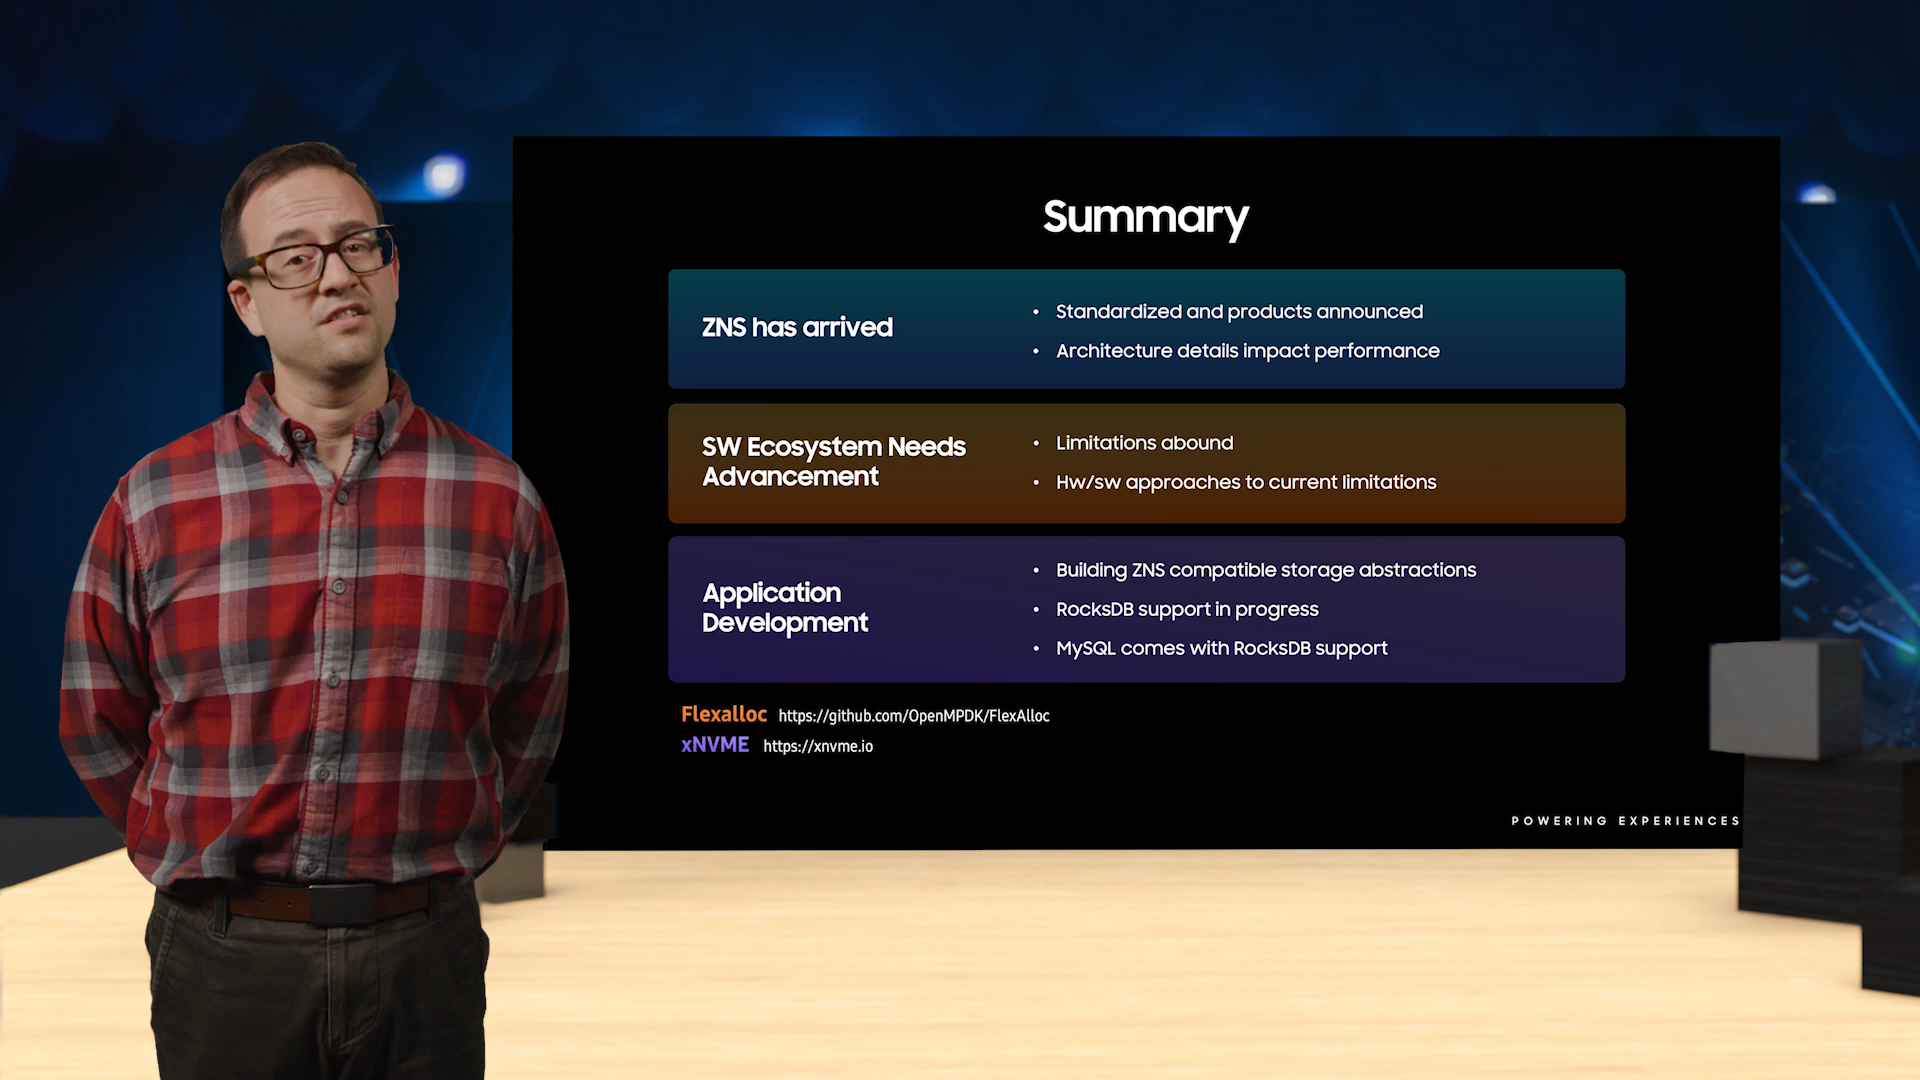 Summary
ZNS has arrived
• Standardized and products announced
• Architecture details impact performance
SW Ecosystem Needs
Advancement
• Limitations abound
• Hw/sw approaches to current limitations
Application
Development
• Building ZNS compatible storage abstractions
• RocksDB support in progress
• MySQL comes with RocksDB support
Flexalloc https://github.com/OpenMPDK/FlexAlloc
xNVME https://xnvme.io
POWERING EXPERIENCES